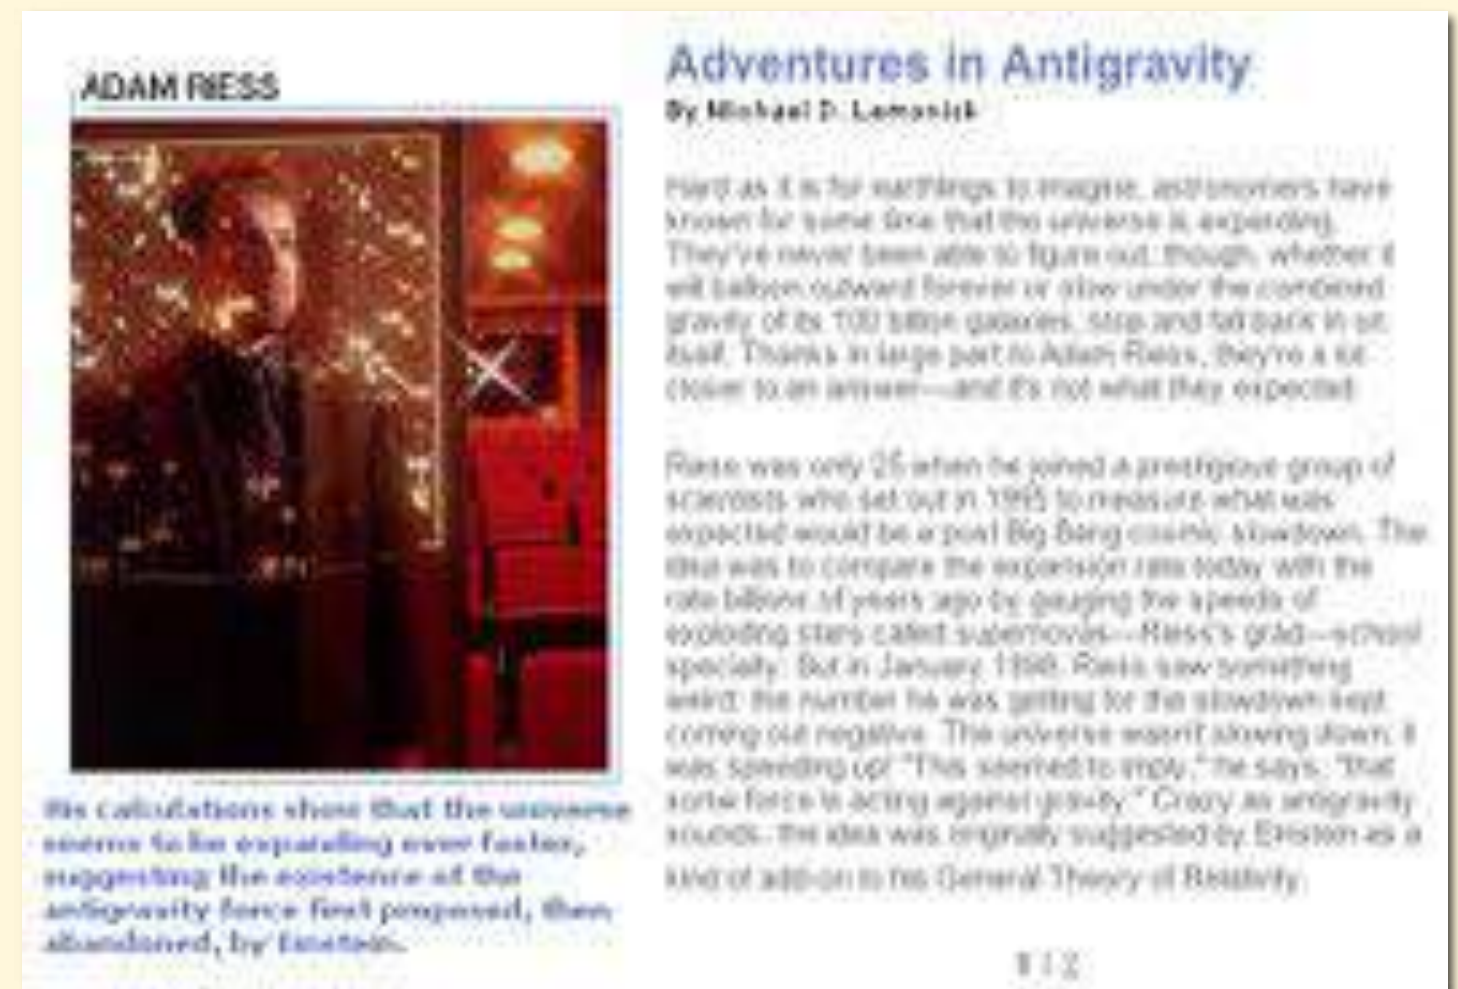 ADAM RIESS
His calculations show that the universe
seems to be expanding ever faster,
suggesting the existence of the
antigravity force first proposed, then
abandoned, by Einstein.
Adventures in Antigravity
By Michael D. Lemonick
Hard as it is for earthlings to imagine, astronomers have
known for some time that the universe is expanding.
They've never been able to figure out, though, whether it
will balloon outward forever or slow under the combined
gravity of its 100 billion galaxies, stop and fall back in on
itself. Thanks in large part to Adam Riess, they're a lot
closer to an answer—and it's not what they expected.
Riess was only 25 when he joined a prestigious group of
scientists who set out in 1995 to measure what was
expected would be a post Big Bang cosmic slowdown. The
idea was to compare the expansion rate today with the
rate billions of years ago by gauging the speeds of
exploding stars called supernovas—Riess's grad—school
specialty. But in January, 1998, Riess saw something
weird: the number he was getting for the slowdown kept
coming out negative. The universe wasn't slowing down, it
was speeding up! "This seemed to imply," he says, "that
some force is acting against gravity." Crazy as antigravity
sounds, the idea was originally suggested by Einstein as a
kind of add-on to his General Theory of Relativity.